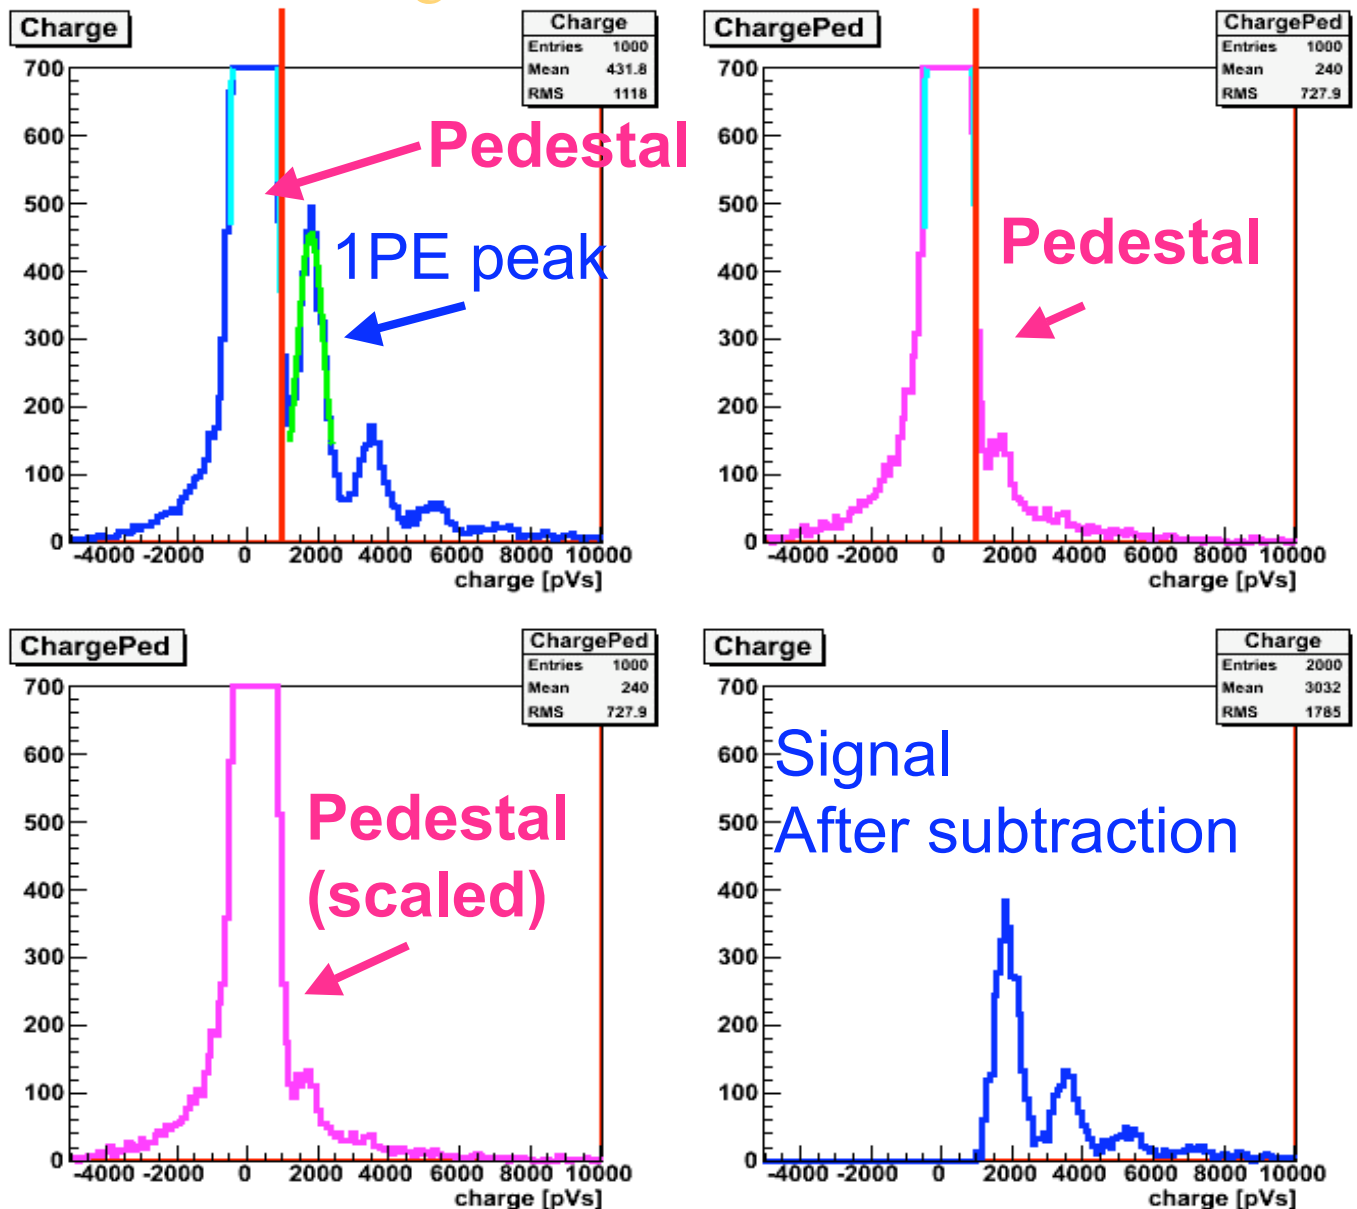 Charge
Charge
Entries 1000
Mean 431.8
RMS 1118
700
600
500
400
300
200
100
0
-4000 -2000 0 2000 4000 6000 8000 10000
charge [pVs]
Pedestal
1PE peak
ChargePed
ChargePed
Entries 1000
Mean 240
RMS 727.9
700
600
500
400
300
200
100
0
-4000 -2000 0 2000 4000 6000 8000 10000
charge [pVs]
Pedestal
ChargePed
ChargePed
Entries 1000
Mean 240
RMS 727.9
700
600
500
400
300
200
100
0
-4000 -2000 0 2000 4000 6000 8000 10000
charge [pVs]
Pedestal
(scaled)
Charge
Charge
Entries 2000
Mean 3032
RMS 1785
700
600
500
400
300
200
100
0
-4000 -2000 0 2000 4000 6000 8000 10000
charge [pVs]
Signal
After subtraction